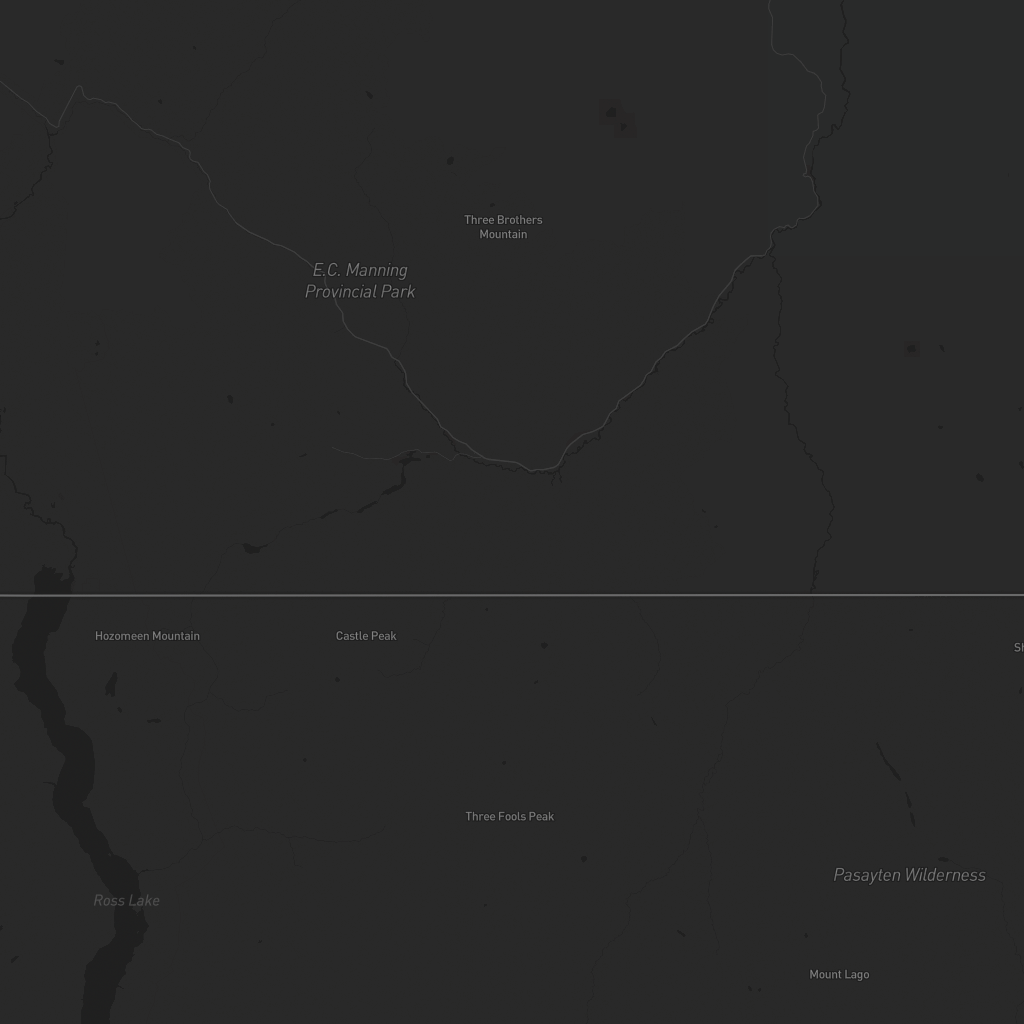 Three Brothers
Mountain
E.C. Manning
Provincial Park
Hozomeen Mountain
Castle Peak
Sh
Three Fools Peak
Pasayten Wilderness
Ross Lake
Mount Lago